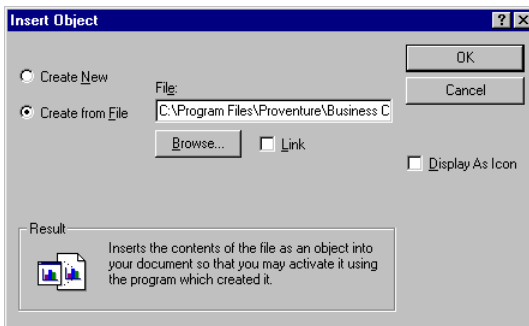 Insert Object
Create New
Create from File
File:
C:\Program Files\Proventure\Business C
Browse...
Link
OK
Cancel
Display As Icon
Result
Inserts the contents of the file as an object into
your document so that you may activate it using
the program which created it.